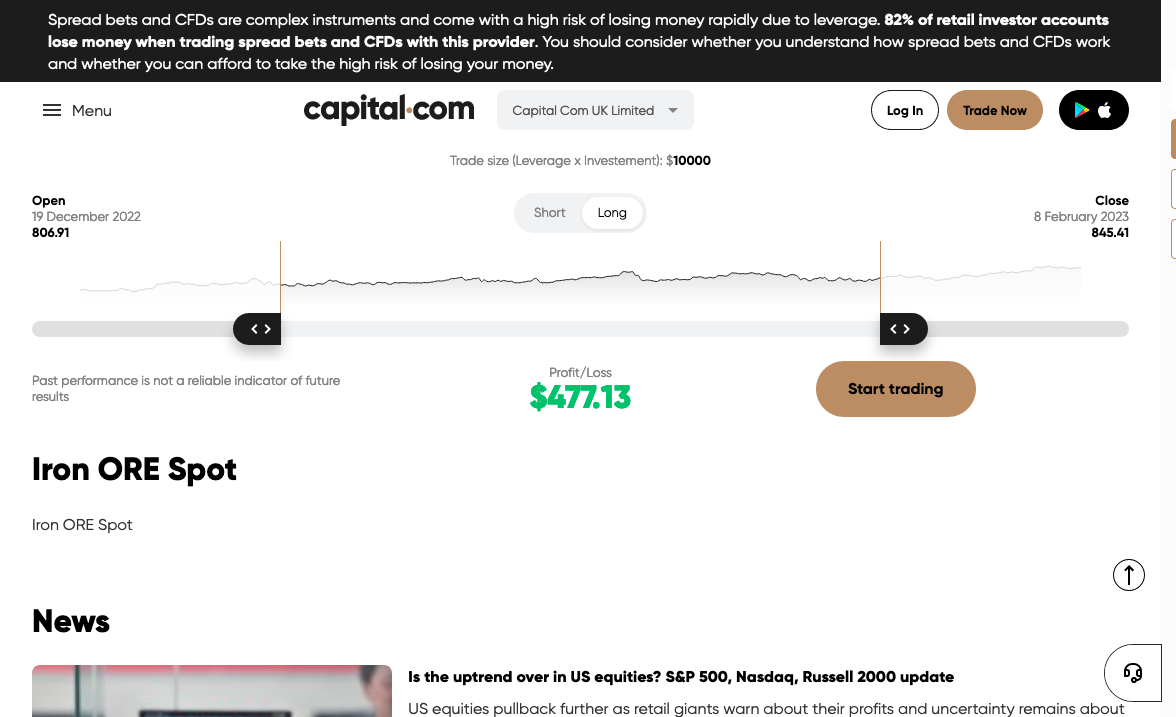 Spread bets and CFDs are complex instruments and come with a high risk of losing money rapidly due to leverage. 82% of retail investor accounts
lose money when trading spread bets and CFDs with this provider. You should consider whether you understand how spread bets and CFDs work
and whether you can afford to take the high risk of losing your money.
Menu
capital.com
Capital Com UK Limited
Log In
Trade Now
Trade size (Leverage x Investement): $10000
Open
19 December 2022
806.91
Short
Long
Close
8 February 2023
845.41
Past performance is not a reliable indicator of future
results
Profit/Loss
$477.13
Start trading
Iron ORE Spot
Iron ORE Spot
News
Is the uptrend over in US equities? S&P 500, Nasdaq, Russell 2000 update
US equities pullback further as retail giants warn about their profits and uncertainty remains about